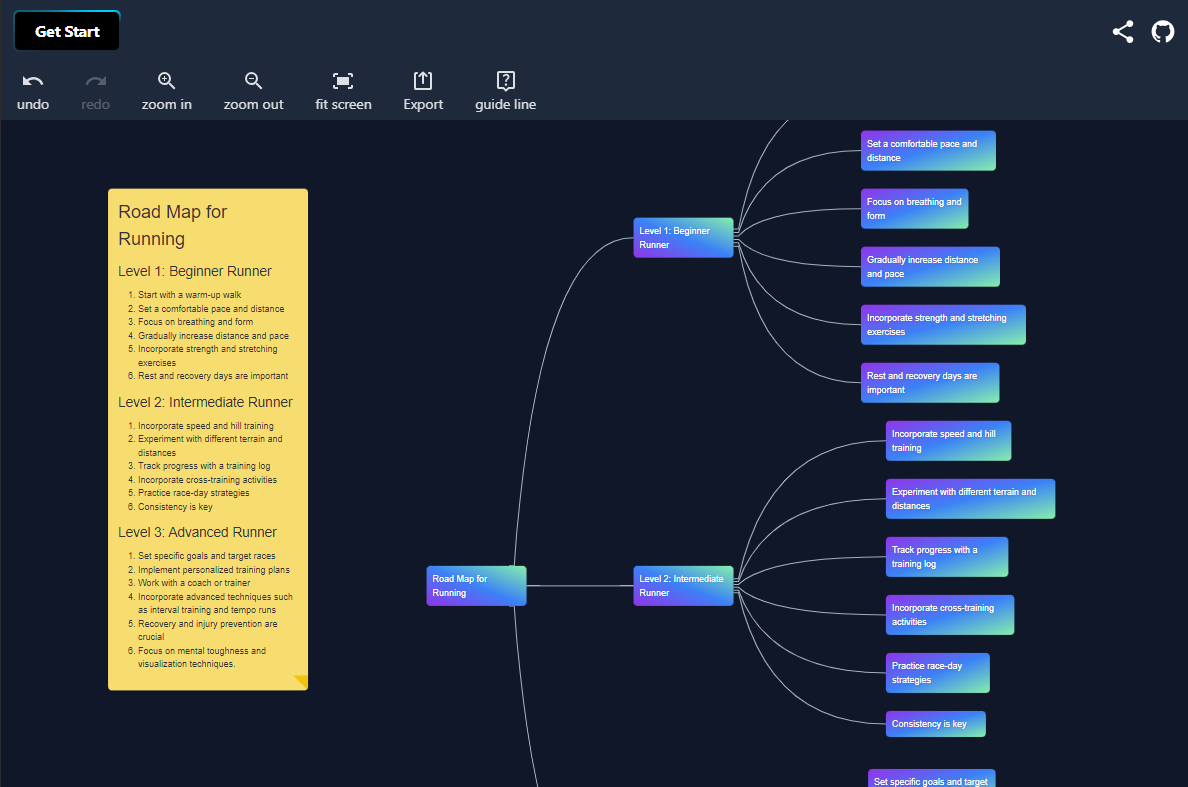 Get Start
undo
redo
zoom in
zoom out
fit screen
Export
guide line
Road Map for
Running
Level 1: Beginner Runner
1. Start with a warm-up walk
2. Set a comfortable pace and distance
3. Focus on breathing and form
4. Gradually increase distance and pace
5. Incorporate strength and stretching
exercises
6. Rest and recovery days are important
Level 2: Intermediate Runner
1. Incorporate speed and hill training
2. Experiment with different terrain and
distances
3. Track progress with a training log
4. Incorporate cross-training activities
5. Practice race-day strategies
6. Consistency is key
Level 3: Advanced Runner
1. Set specific goals and target races
2. Implement personalized training plans
3. Work with a coach or trainer
4. Incorporate advanced techniques such
as interval training and tempo runs
5. Recovery and injury prevention are
crucial
6. Focus on mental toughness and
visualization techniques.
Road Map for
Running
Level 1: Beginner
Runner
Set a comfortable pace and
distance
Focus on breathing and
form
Gradually increase distance
and pace
Incorporate strength and stretching
exercises
Rest and recovery days are
important
Level 2: Intermediate
Runner
Incorporate speed and hill
training
Experiment with different terrain and
distances
Track progress with a
training log
Incorporate cross-training
activities
Practice race-day
strategies
Consistency is key
Set specific goals and target